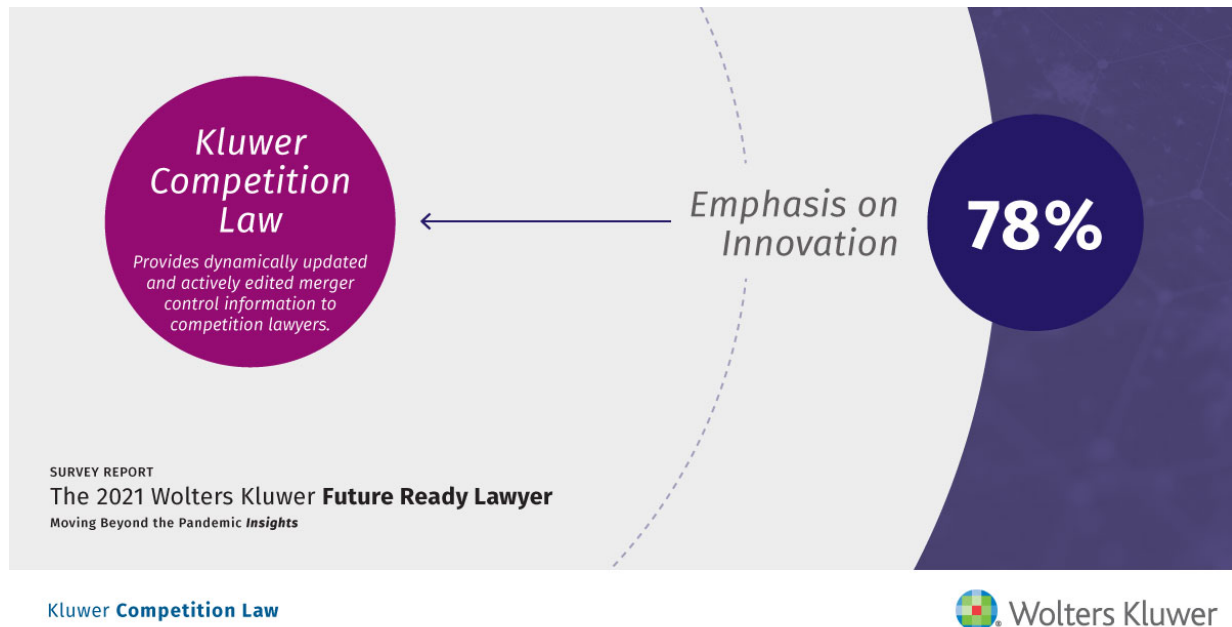 Kluwer
Competition
Law
Provides dynamically updated
and actively edited merger
control information to
competition lawyers.
Emphasis on
Innovation
78%
SURVEY REPORT
The 2021 Wolters Kluwer Future Ready Lawyer
Moving Beyond the Pandemic Insights
Kluwer Competition Law
Wolters Kluwer